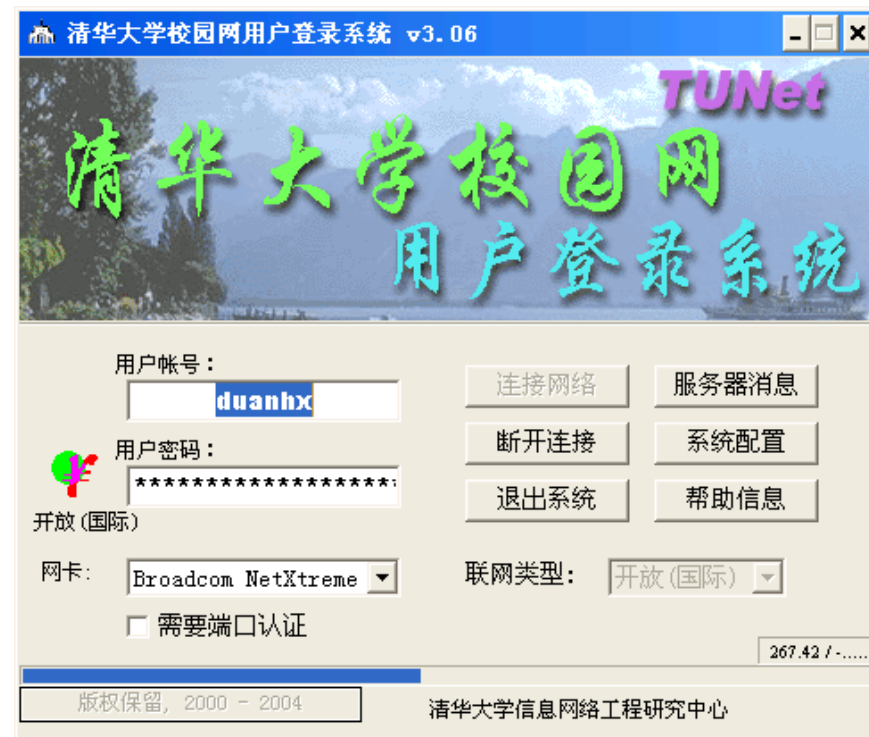 清华大学校园网用户登录系统 v3.06
TUNet
清华大学校园网
用户登录系统
用户帐号：
duanhx
连接网络 服务器消息
用户密码：
*******************
断开连接 系统配置
开放(国际)
退出系统 帮助信息
网卡: Broadcom NetXtreme
联网类型： 开放(国际)
需要端口认证
267.42 / -.....
版权保留, 2000 - 2004
清华大学信息网络工程研究中心